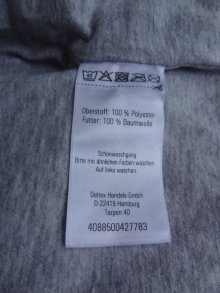 Oberstoff: 100 % Polyester
Futter: 100 % Baumwolle
Schonwaschgang
Bitte mit ähnlichen Farben waschen
Auf links waschen
Deltex Handels-GmbH
D-22419 Hamburg
Tarpen 40
4088500427783